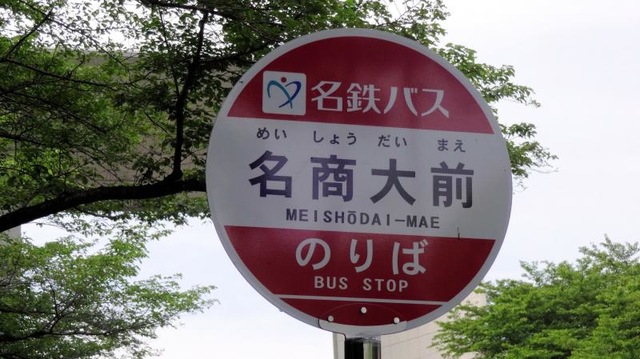 名鉄バス
めい しょう だい まえ
名商大前
MEISHŌDAI-MAE
のりば
BUS STOP